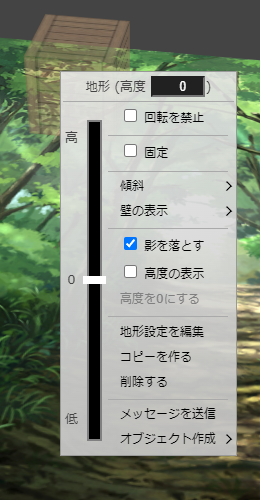 地形 (高度 0 )
高
0
低
回転を禁止
固定
傾斜
壁の表示
影を落とす
高度の表示
高度を0にする
地形設定を編集
コピーを作る
削除する
メッセージを送信
オブジェクト作成